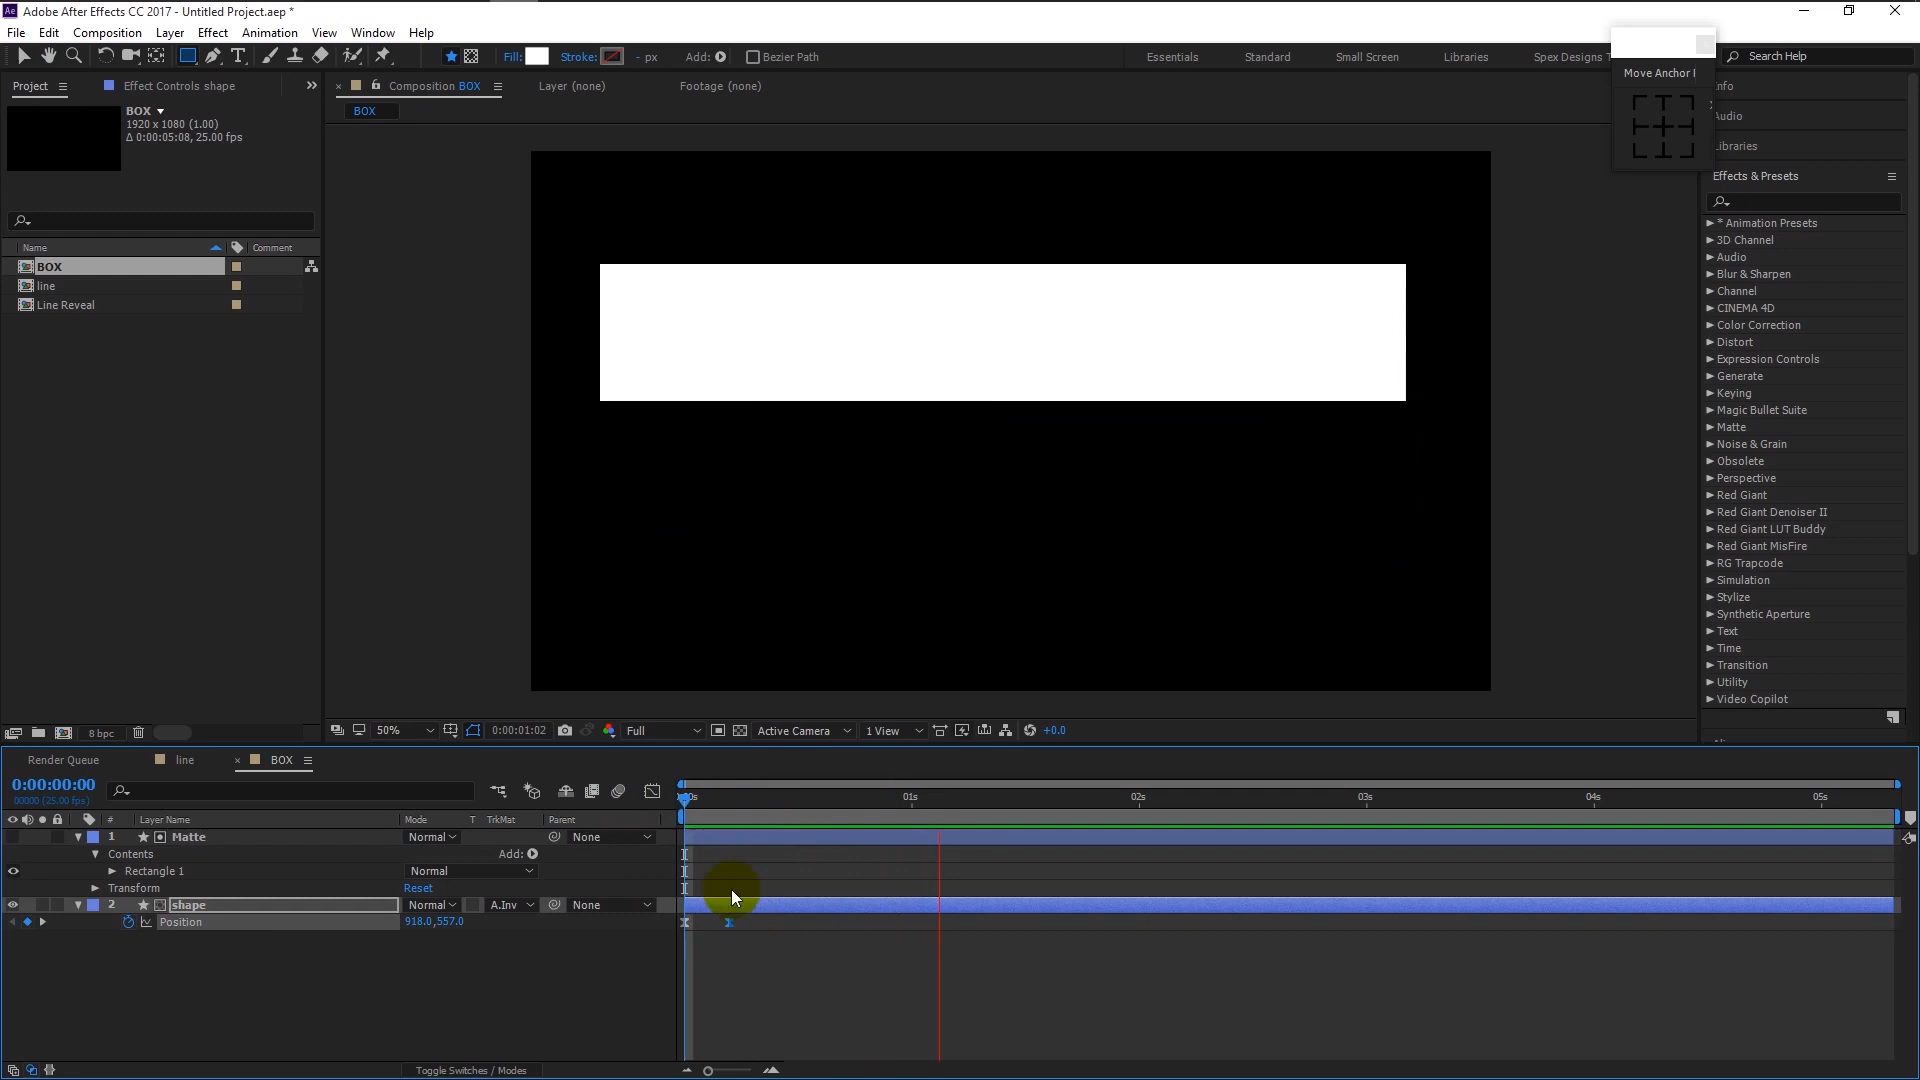 Ae Adobe After Effects CC 2017 - Untitled Project.aep *
File Edit Composition Layer Effect Animation View Window Help
Fill: Stroke: - px Add: Bezier Path Essentials Standard Small Screen Libraries Spex Designs Search Help
Move Anchor
Project Effect Controls shape
Composition BOX Layer (none) Footage (none)
BOX
BOX
1920 x 1080 (1.00)
Δ 0:00:05:08, 25.00 fps
Name Comment
BOX
line
Line Reveal
8 bpc
50% 0:00:01:02 Full Active Camera 1 View +0.0
Audio
Libraries
Effects & Presets
* Animation Presets
3D Channel
Audio
Blur & Sharpen
Channel
CINEMA 4D
Color Correction
Distort
Expression Controls
Generate
Keying
Magic Bullet Suite
Matte
Noise & Grain
Obsolete
Perspective
Red Giant
Red Giant Denoiser II
Red Giant LUT Buddy
Red Giant MisFire
RG Trapcode
Simulation
Stylize
Synthetic Aperture
Text
Time
Transition
Utility
Video Copilot
Render Queue line BOX
0:00:00:00
00000 (25.00 fps)
01s 02s 03s 04s 05s
# Layer Name Mode T TrkMat Parent
1 Matte Normal None
Contents Add:
Rectangle 1 Normal
Transform Reset
2 shape Normal A.Inv None
Position 918.0,557.0
Toggle Switches / Modes